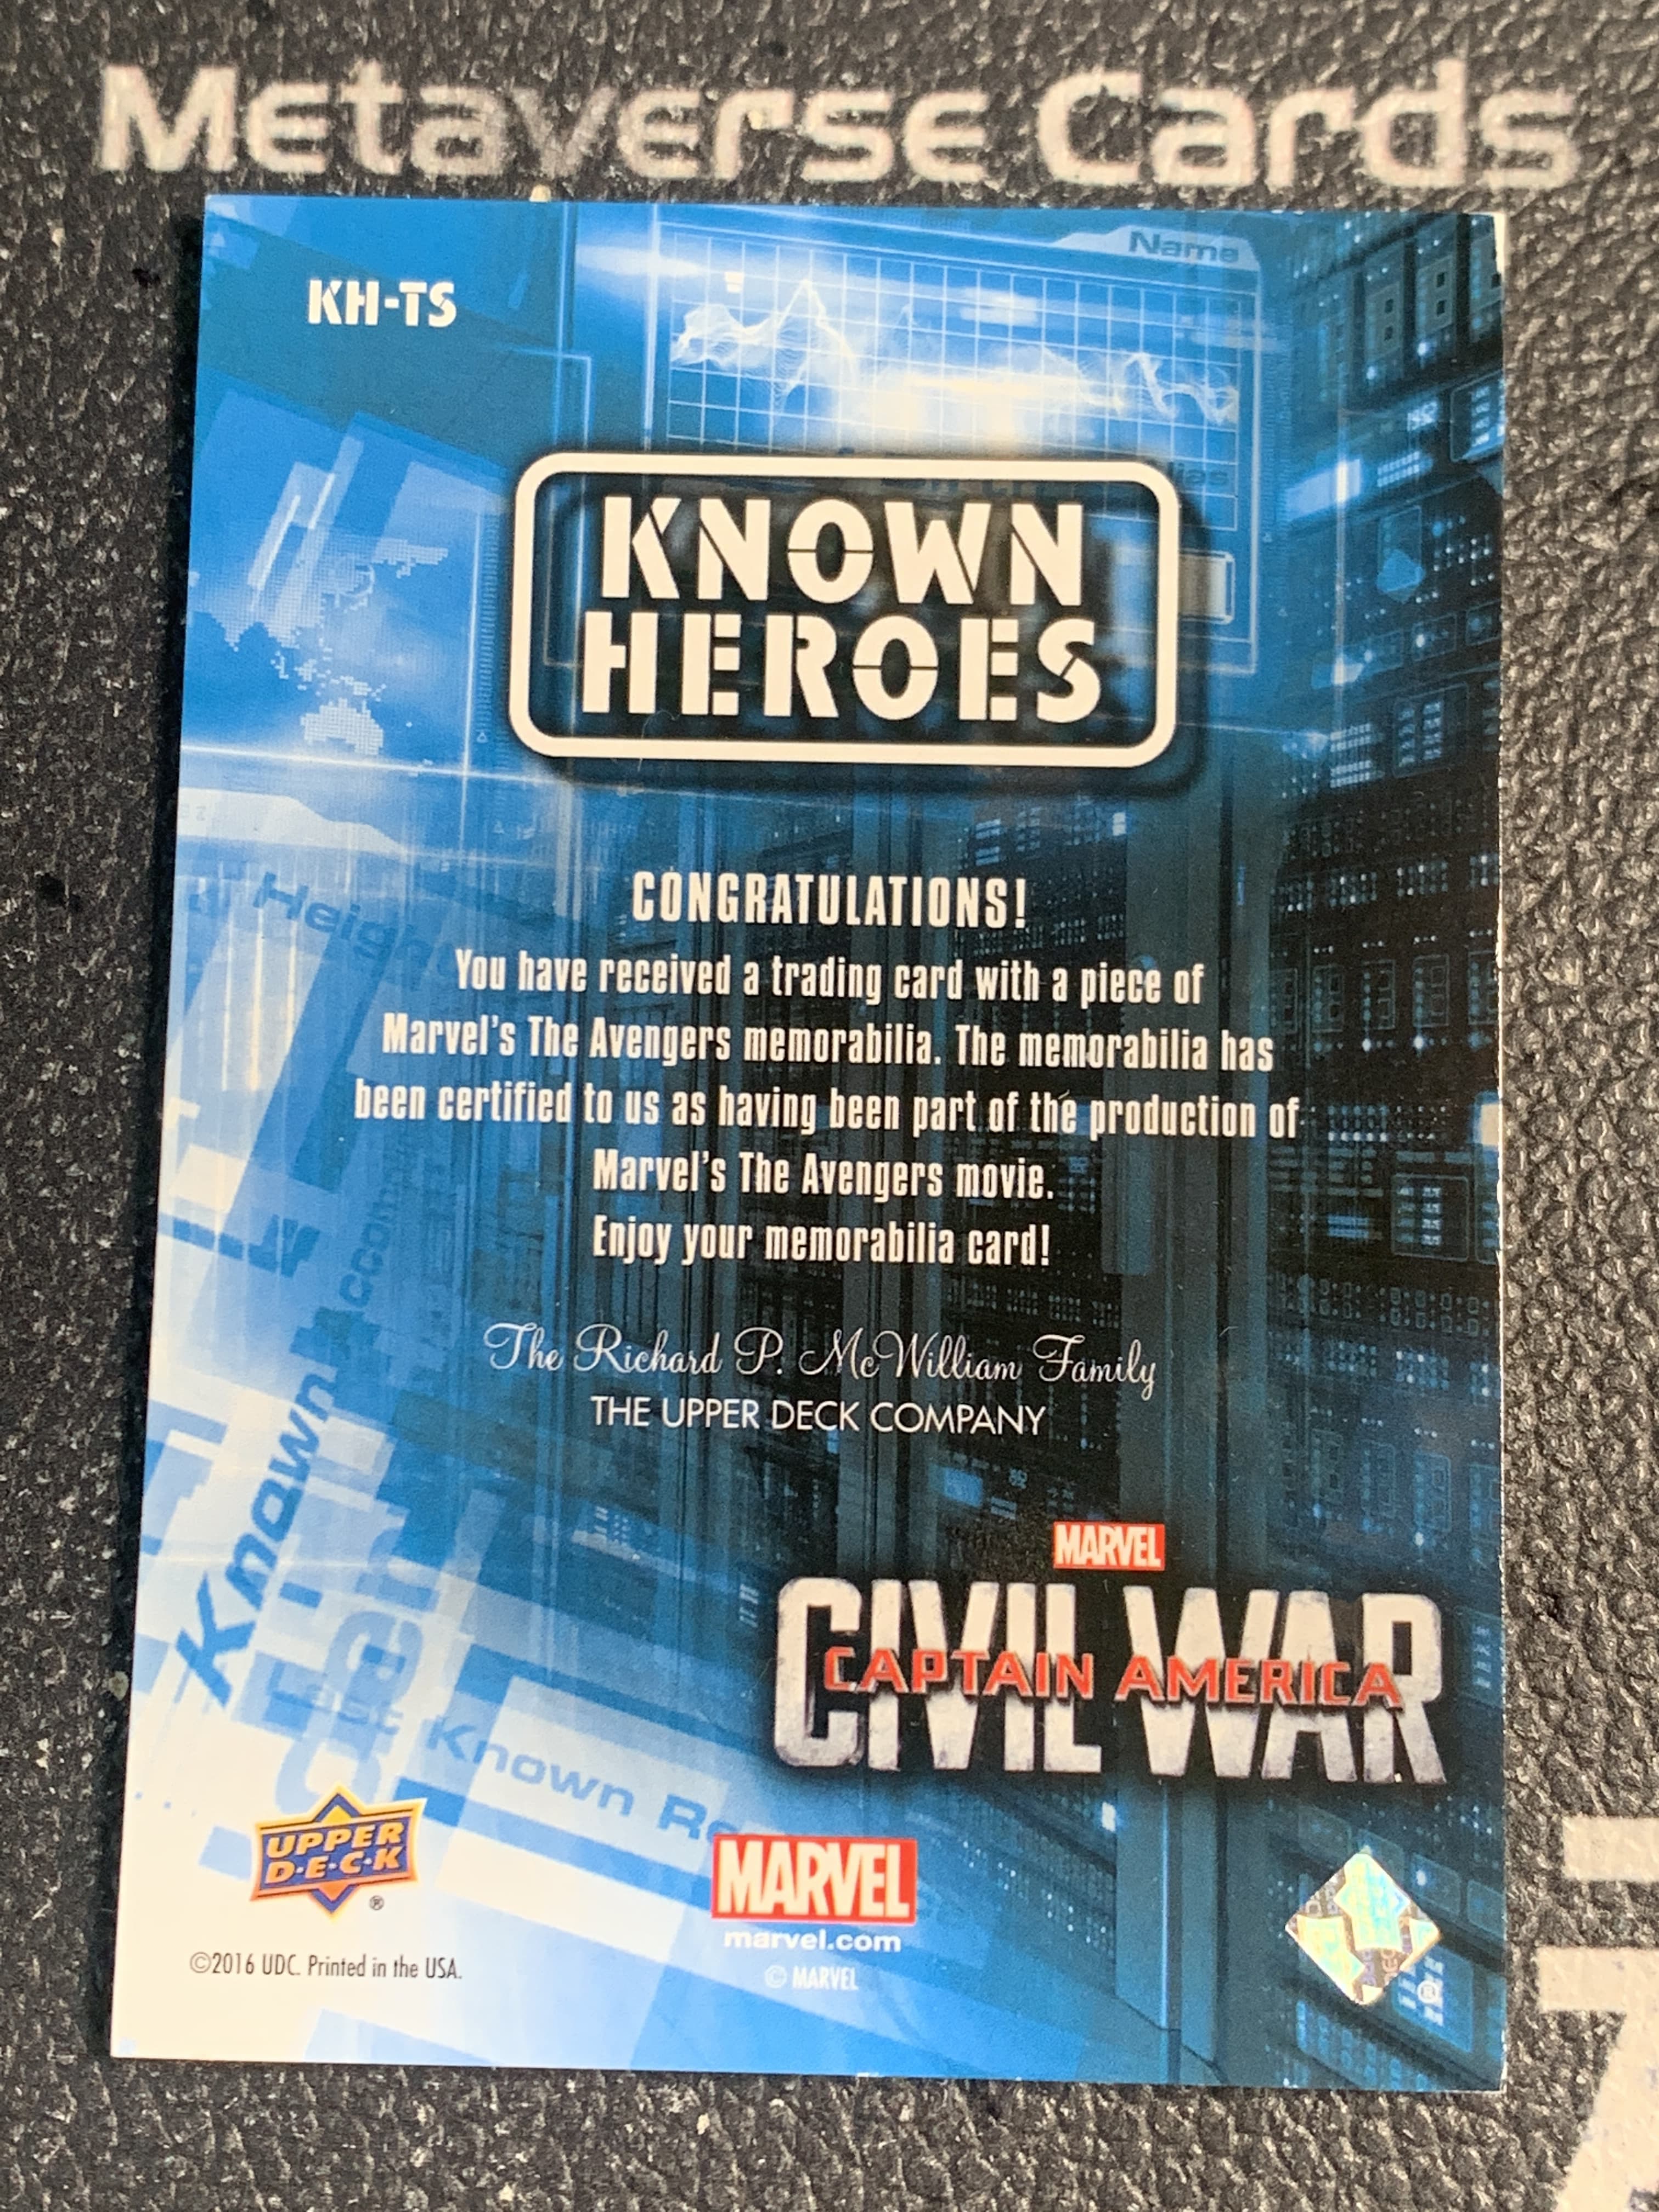 Metaverse Cards
Name
KH-TS
KNOWN
HEROES
Height
CONGRATULATIONS!
You have received a trading card with a piece of
Marvel's The Avengers memorabilia. The memorabilia has
been certified to us as having been part of the production of
Marvel's The Avengers movie.
Enjoy your memorabilia card!
The Richard P. McWilliam Family
THE UPPER DECK COMPANY
Known
Last Known
MARVEL
CIVIL WAR
CAPTAIN AMERICA
UPPER
D·E·C·K
®
MARVEL
marvel.com
© MARVEL
©2016 UDC. Printed in the USA.